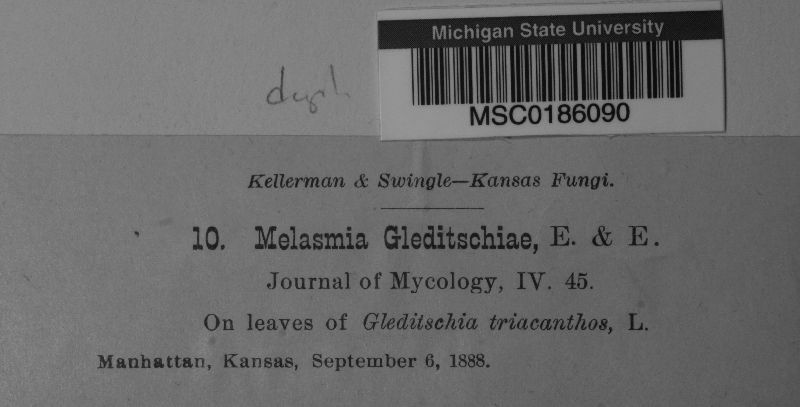 Michigan State University
MSC0186090
dupl.
Kellerman & Swingle—Kansas Fungi.
10. Melasmia Gleditschiae, E. & E.
Journal of Mycology, IV. 45.
On leaves of Gleditschia triacanthos, L.
Manhattan, Kansas, September 6, 1888.